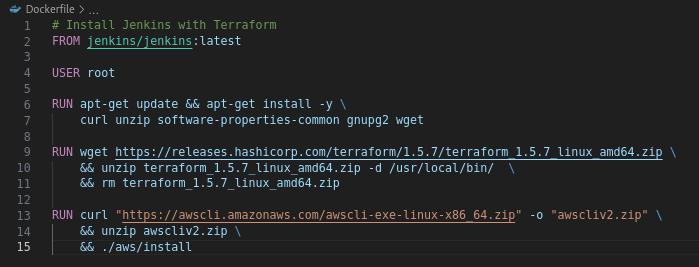 Dockerfile > ...
1 # Install Jenkins with Terraform
2 FROM jenkins/jenkins:latest
3
4 USER root
5
6 RUN apt-get update && apt-get install -y \
7 curl unzip software-properties-common gnupg2 wget
8
9 RUN wget https://releases.hashicorp.com/terraform/1.5.7/terraform_1.5.7_linux_amd64.zip \
10 && unzip terraform_1.5.7_linux_amd64.zip -d /usr/local/bin/ \
11 && rm terraform_1.5.7_linux_amd64.zip
12
13 RUN curl "https://awscli.amazonaws.com/awscli-exe-linux-x86_64.zip" -o "awscliv2.zip" \
14 && unzip awscliv2.zip \
15 && ./aws/install